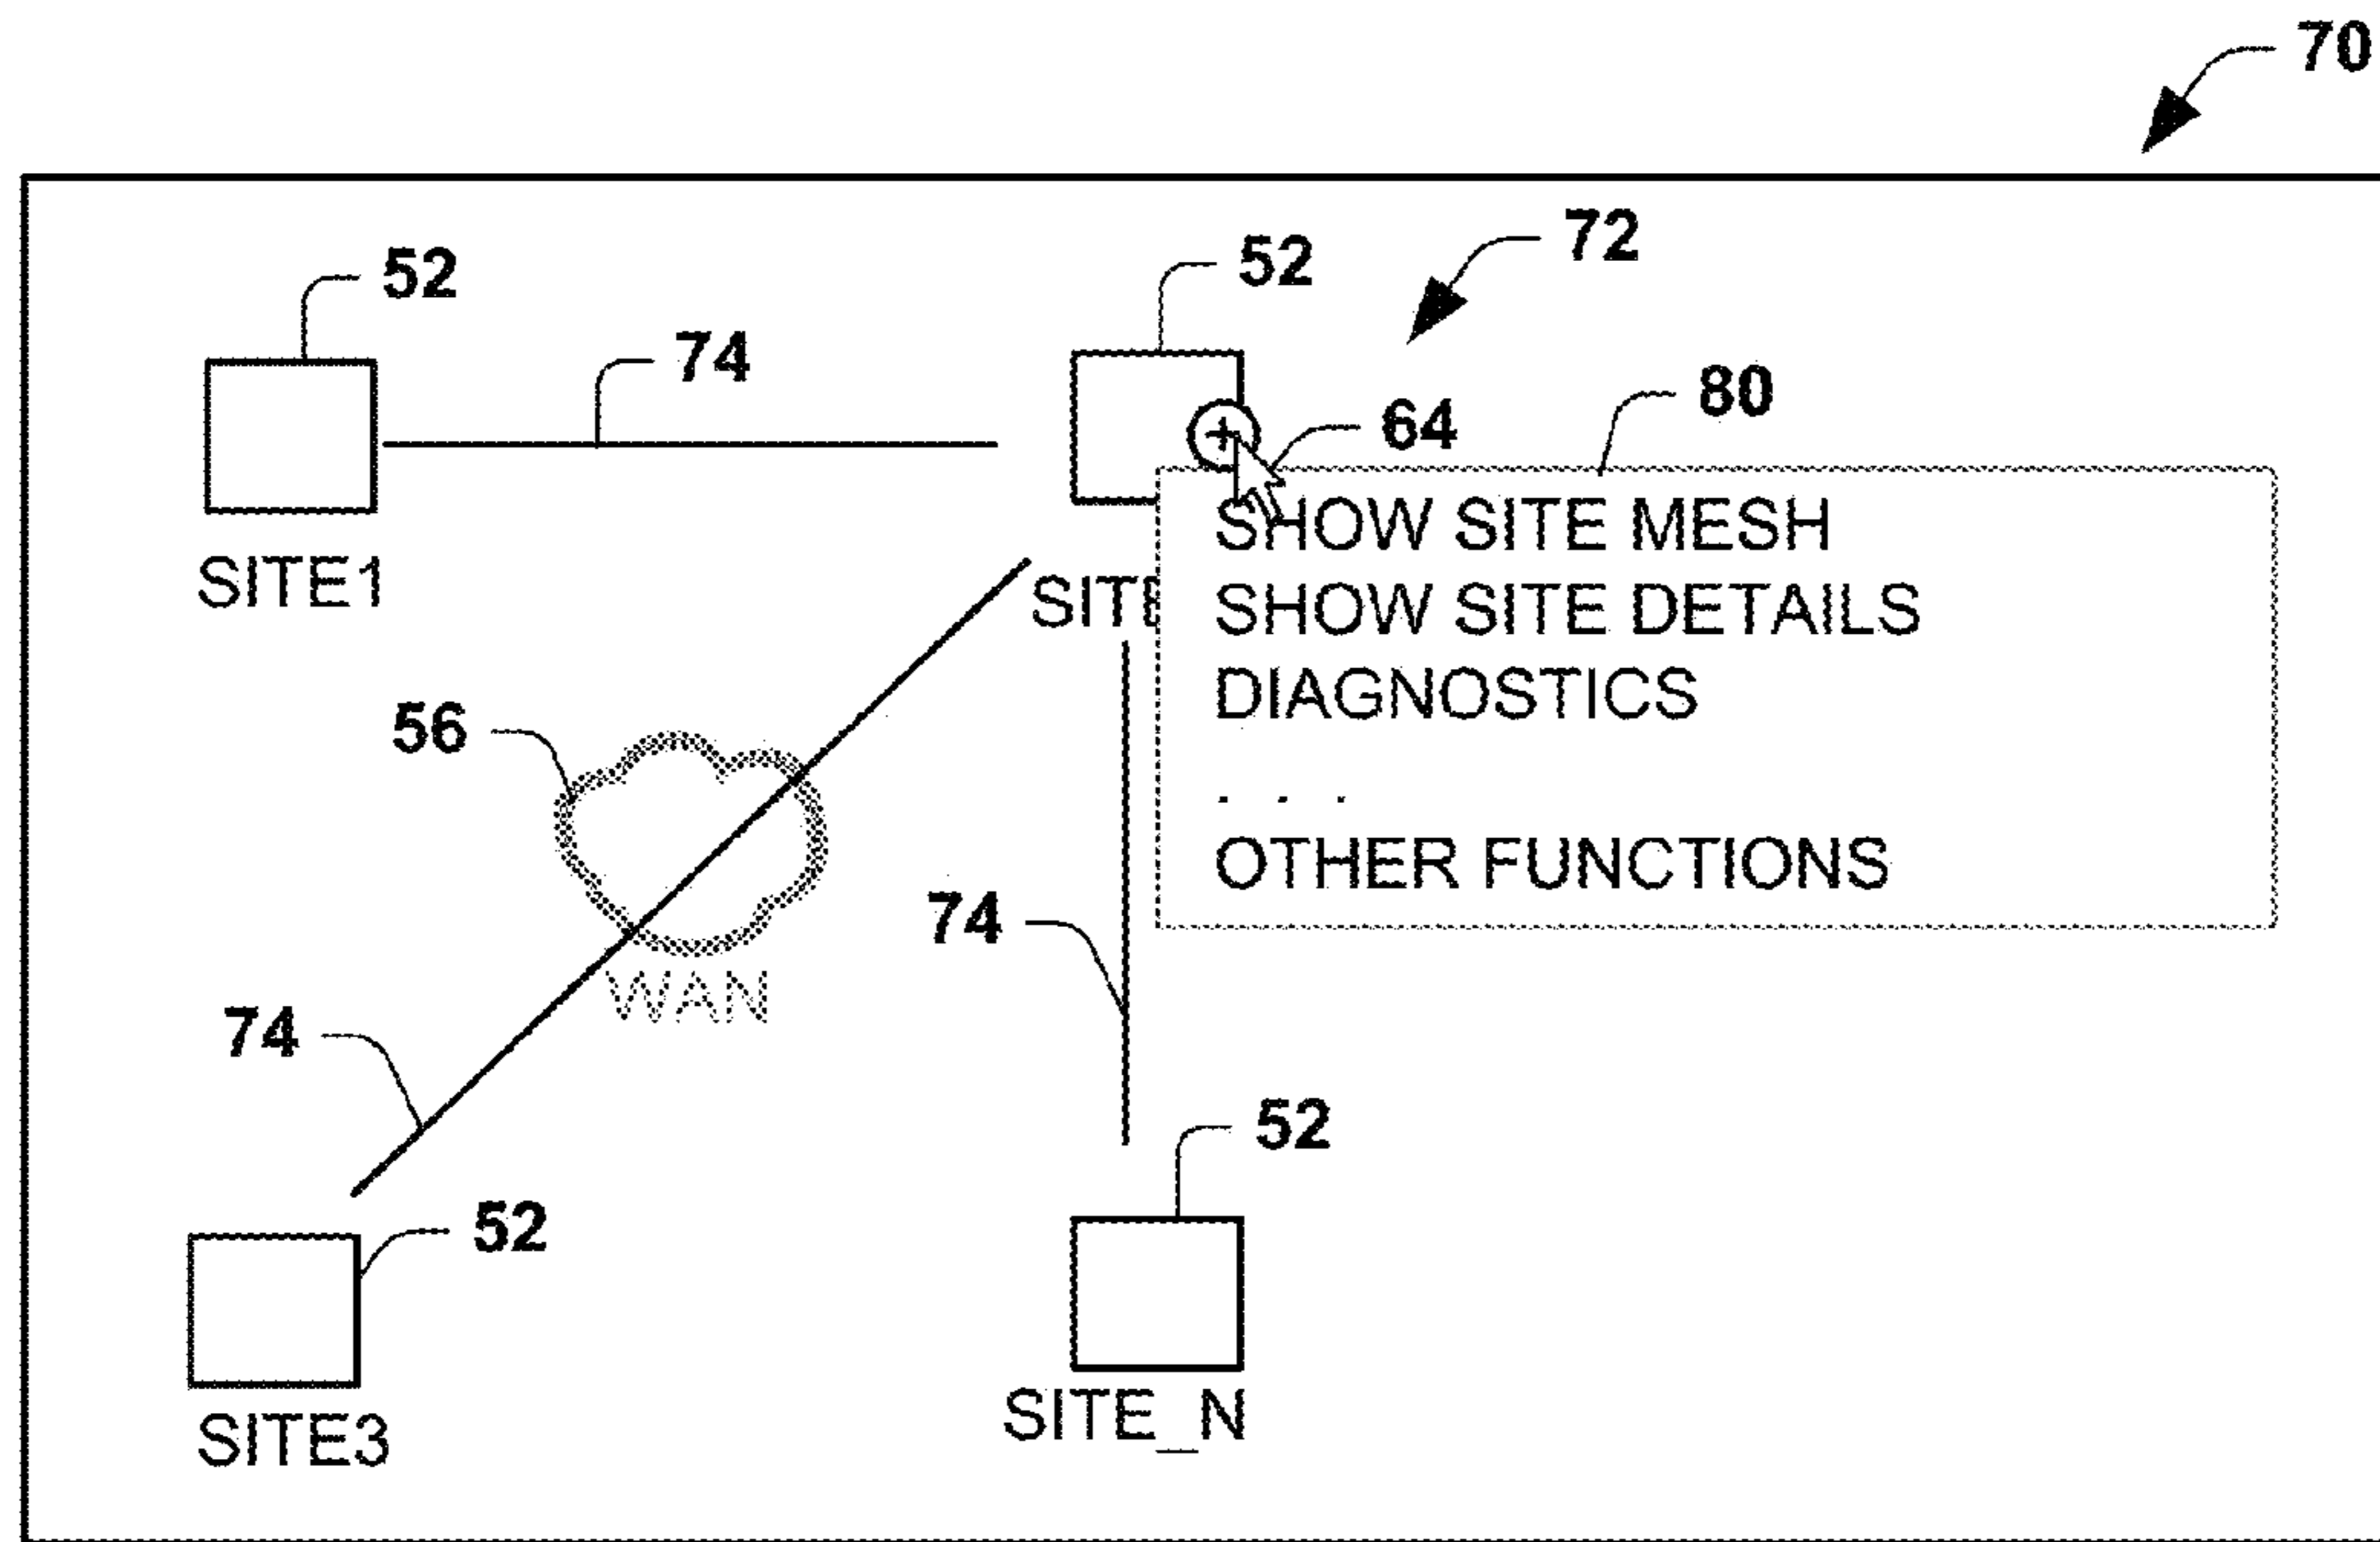 70
72
52
52
74
80
64
SHOW SITE MESH
SITE1
SHOW SITE DETAILS
DIAGNOSTICS
56
. . .
OTHER FUNCTIONS
74
WAN
74
52
52
SITE_N
SITE3